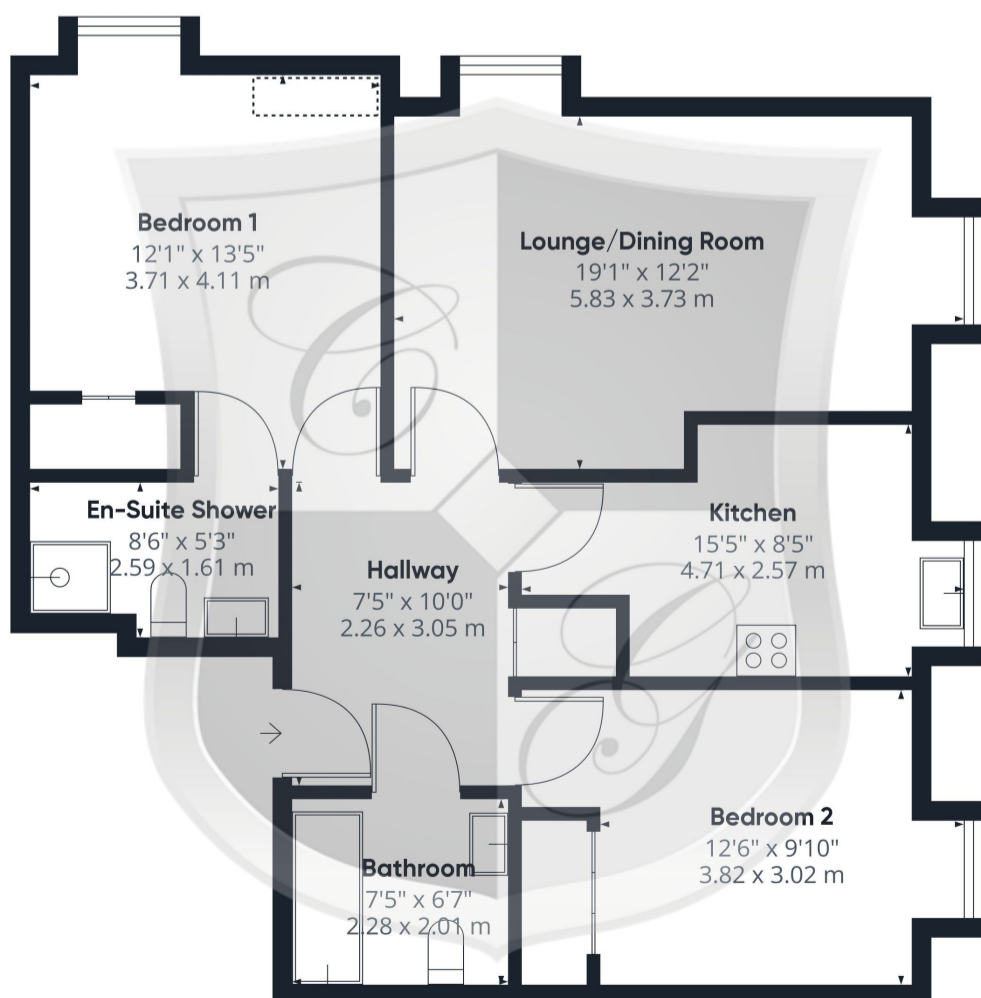 Bedroom 1
12'1" x 13'5"
3.71 x 4.11 m
Lounge/Dining Room
19'1" x 12'2"
5.83 x 3.73 m
En-Suite Shower
8'6" x 5'3"
2.59 x 1.61 m
Hallway
7'5" x 10'0"
2.26 x 3.05 m
Kitchen
15'5" x 8'5"
4.71 x 2.57 m
Bathroom
7'5" x 6'7"
2.28 x 2.01 m
Bedroom 2
12'6" x 9'10"
3.82 x 3.02 m
C
G